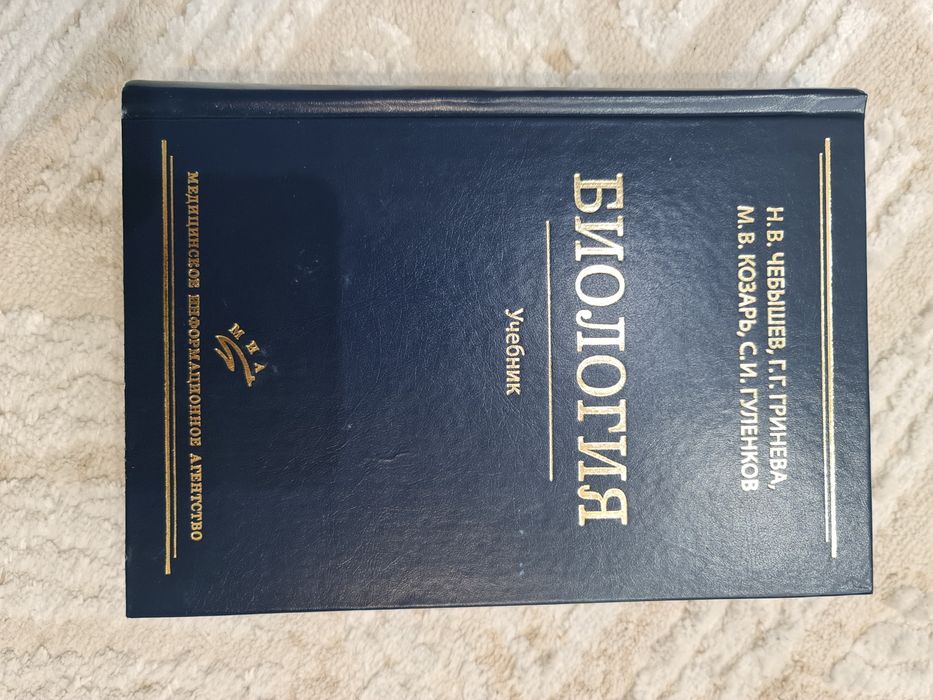 Н. В. ЧЕБЫШЕВ, Г. Г. ГРИНЕВА,
М. В. КОЗАРЬ, С. И. ГУЛЕНКОВ
БИОЛОГИЯ
Учебник
МИА
МЕДИЦИНСКОЕ ИНФОРМАЦИОННОЕ АГЕНТСТВО